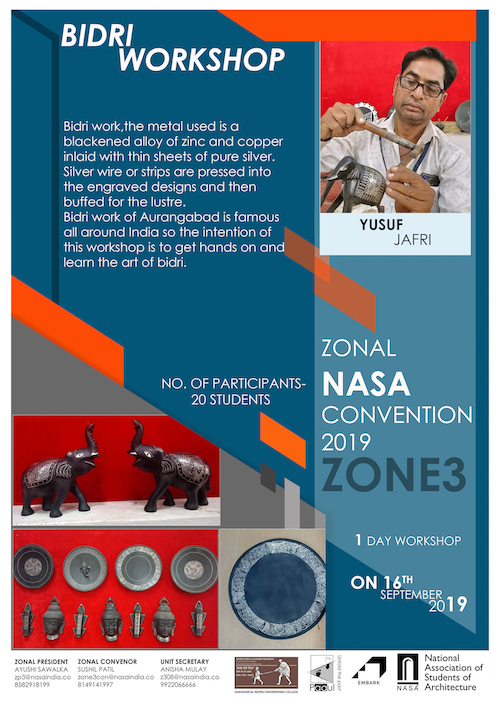 BIDRI
WORKSHOP
Bidri work,the metal used is a
blackened alloy of zinc and copper
inlaid with thin sheets of pure silver.
Silver wire or strips are pressed into
the engraved designs and then
buffed for the lustre.
Bidri work of Aurangabad is famous
all around India so the intention of
this workshop is to get hands on and
learn the art of bidri.
YUSUF
JAFRI
NO. OF PARTICIPANTS-
20 STUDENTS
ZONAL
NASA
CONVENTION
2019
ZONE3
1 DAY WORKSHOP
ON 16TH
SEPTEMBER
2019
ZONAL PRESIDENT
AYUSHI SAWALKA
zp3@nasaindia.co
8582918199
ZONAL CONVENOR
SUSHIL PATIL
zone3con@nasaindia.co
8149141997
UNIT SECRETARY
ANISHA MULAY
z308@nasaindia.co
9922066666
unfold the past
EMBARK
NASA
National
Association of
Students of
Architecture